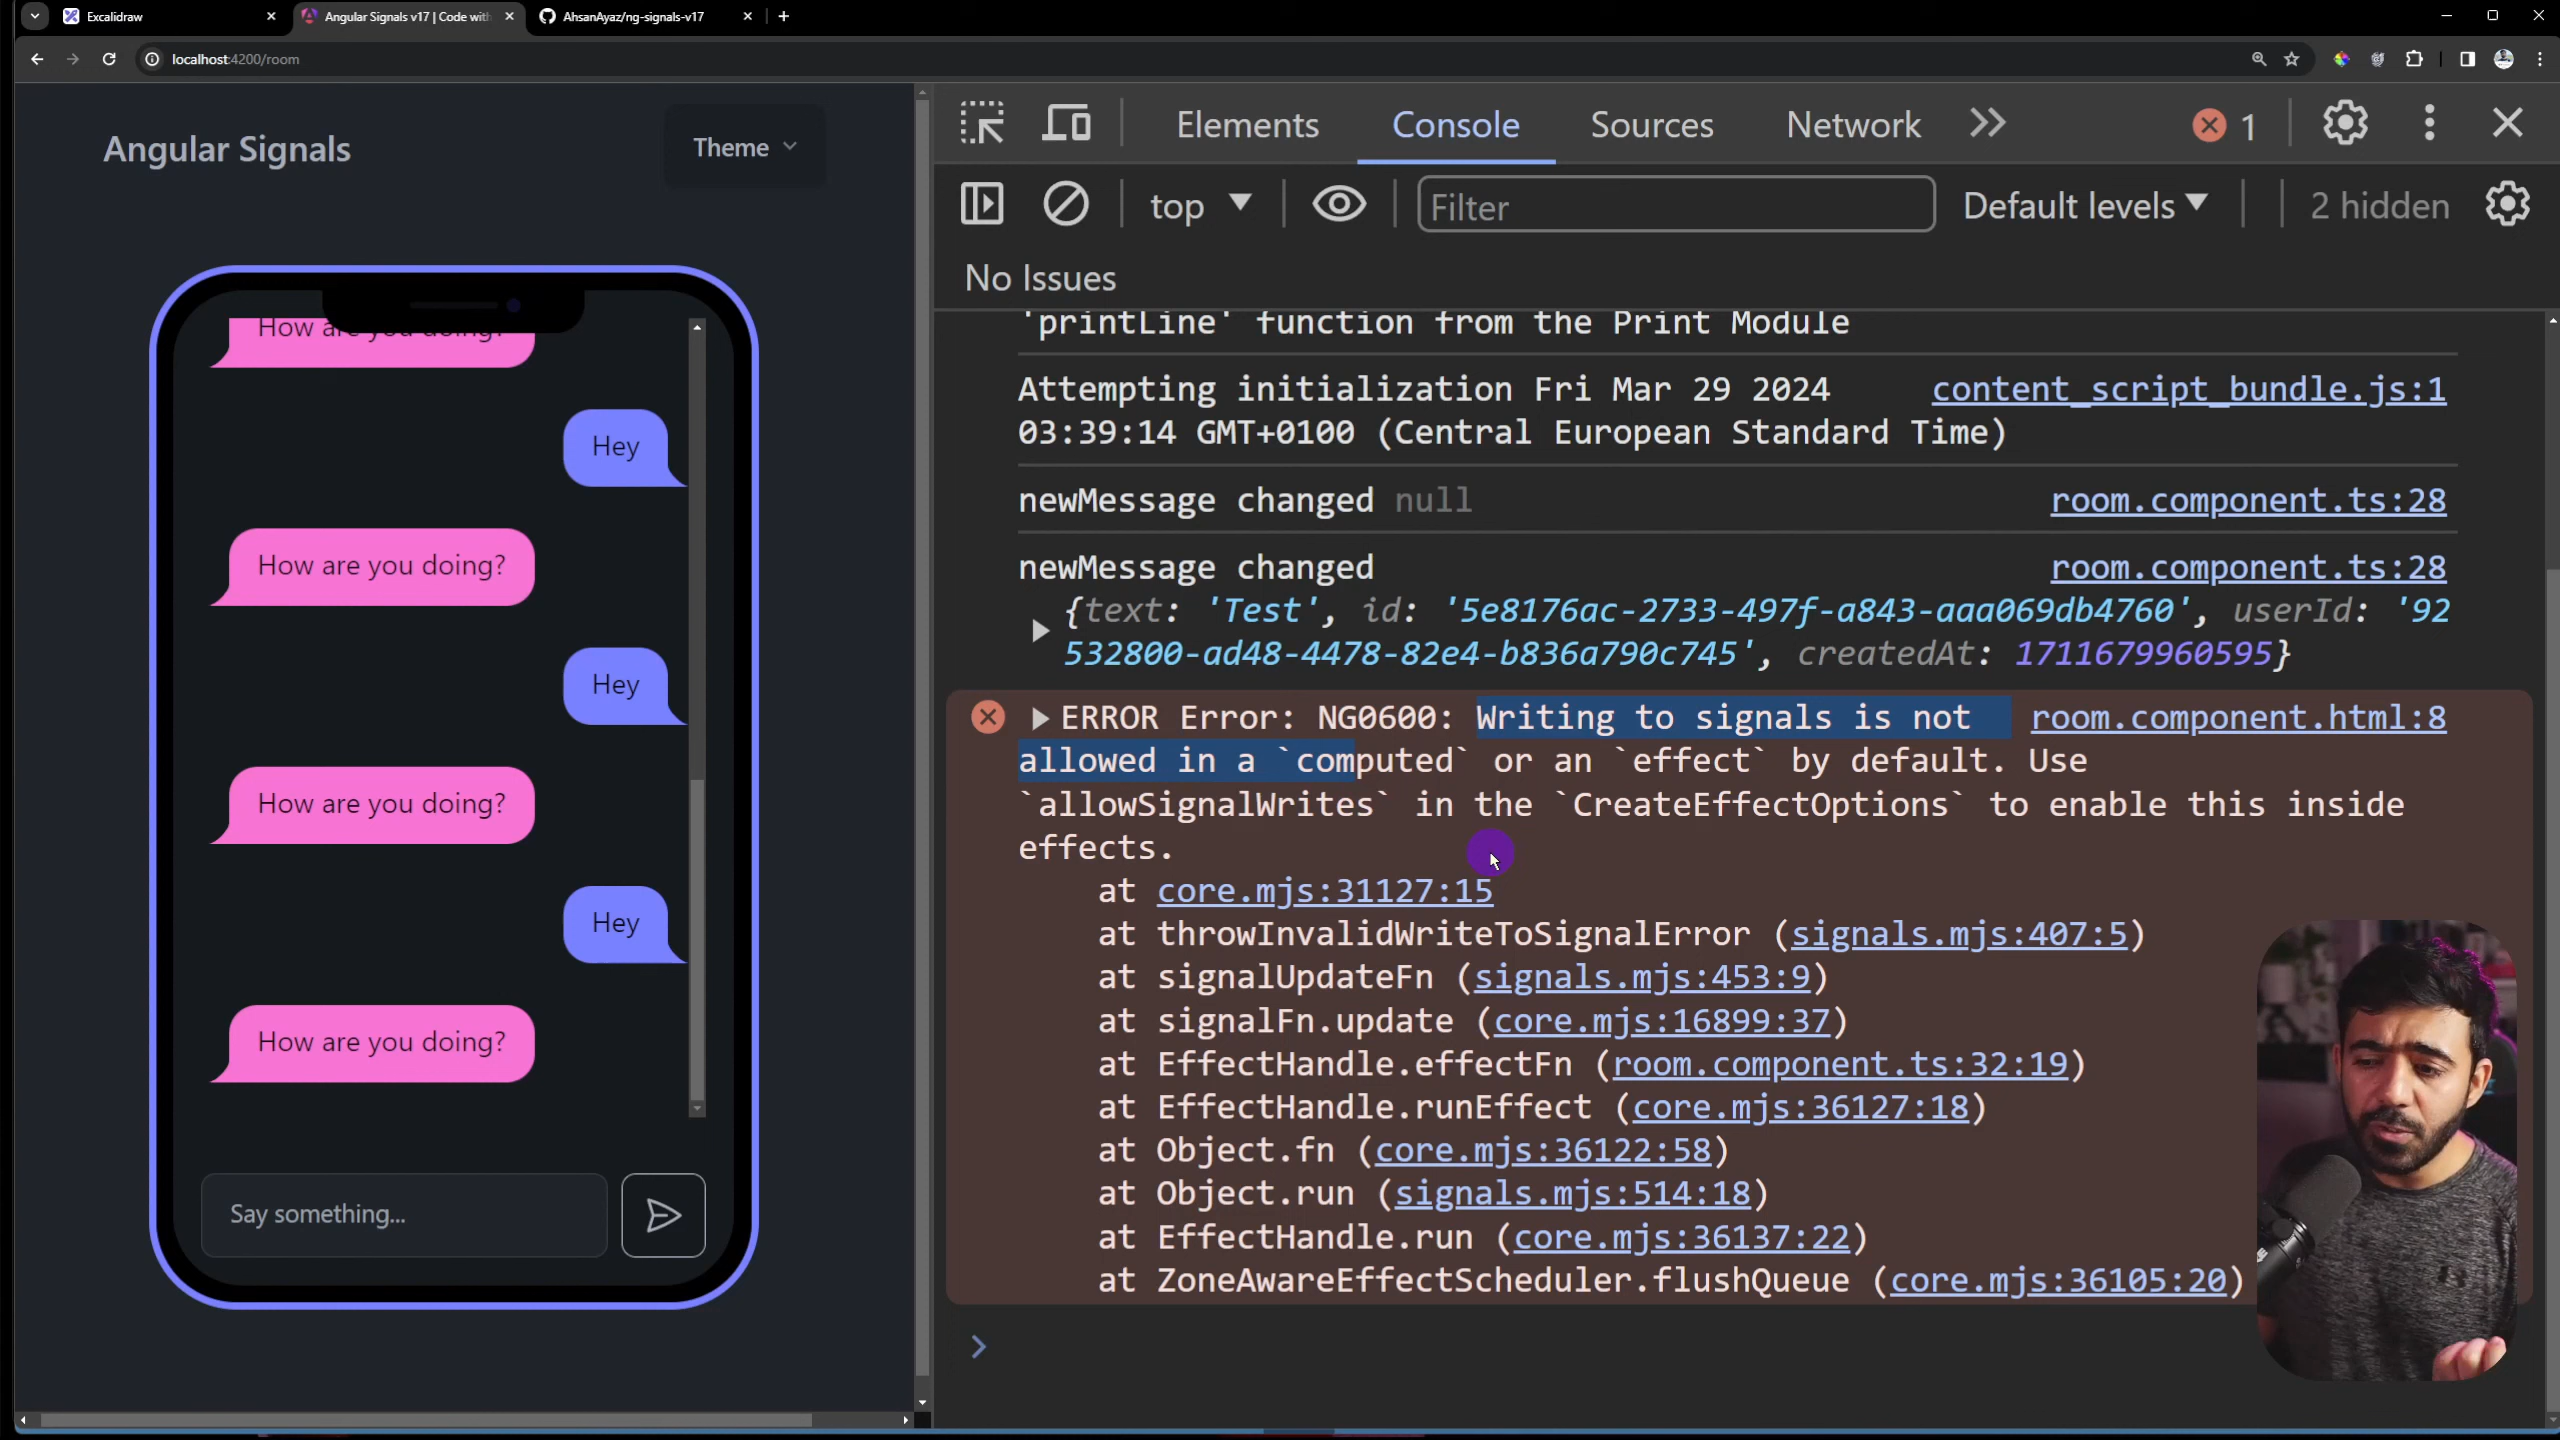 Excalidraw
Angular Signals v17 | Code with
AhsanAyaz/ng-signals-v17
localhost:4200/room
Angular Signals
Theme
How are you doing?
Hey
How are you doing?
Hey
How are you doing?
Hey
How are you doing?
Say something...
Elements
Console
Sources
Network
1
top
Filter
Default levels
2 hidden
No Issues
'printLine' function from the Print Module
Attempting initialization Fri Mar 29 2024 content_script_bundle.js:1
03:39:14 GMT+0100 (Central European Standard Time)
newMessage changed null room.component.ts:28
newMessage changed room.component.ts:28
{text: 'Test', id: '5e8176ac-2733-497f-a843-aaa069db4760', userId: '92
532800-ad48-4478-82e4-b836a790c745', createdAt: 1711679960595}
ERROR Error: NG0600: Writing to signals is not room.component.html:8
allowed in a `computed` or an `effect` by default. Use
`allowSignalWrites` in the `CreateEffectOptions` to enable this inside
effects.
at core.mjs:31127:15
at throwInvalidWriteToSignalError (signals.mjs:407:5)
at signalUpdateFn (signals.mjs:453:9)
at signalFn.update (core.mjs:16899:37)
at EffectHandle.effectFn (room.component.ts:32:19)
at EffectHandle.runEffect (core.mjs:36127:18)
at Object.fn (core.mjs:36122:58)
at Object.run (signals.mjs:514:18)
at EffectHandle.run (core.mjs:36137:22)
at ZoneAwareEffectScheduler.flushQueue (core.mjs:36105:20)